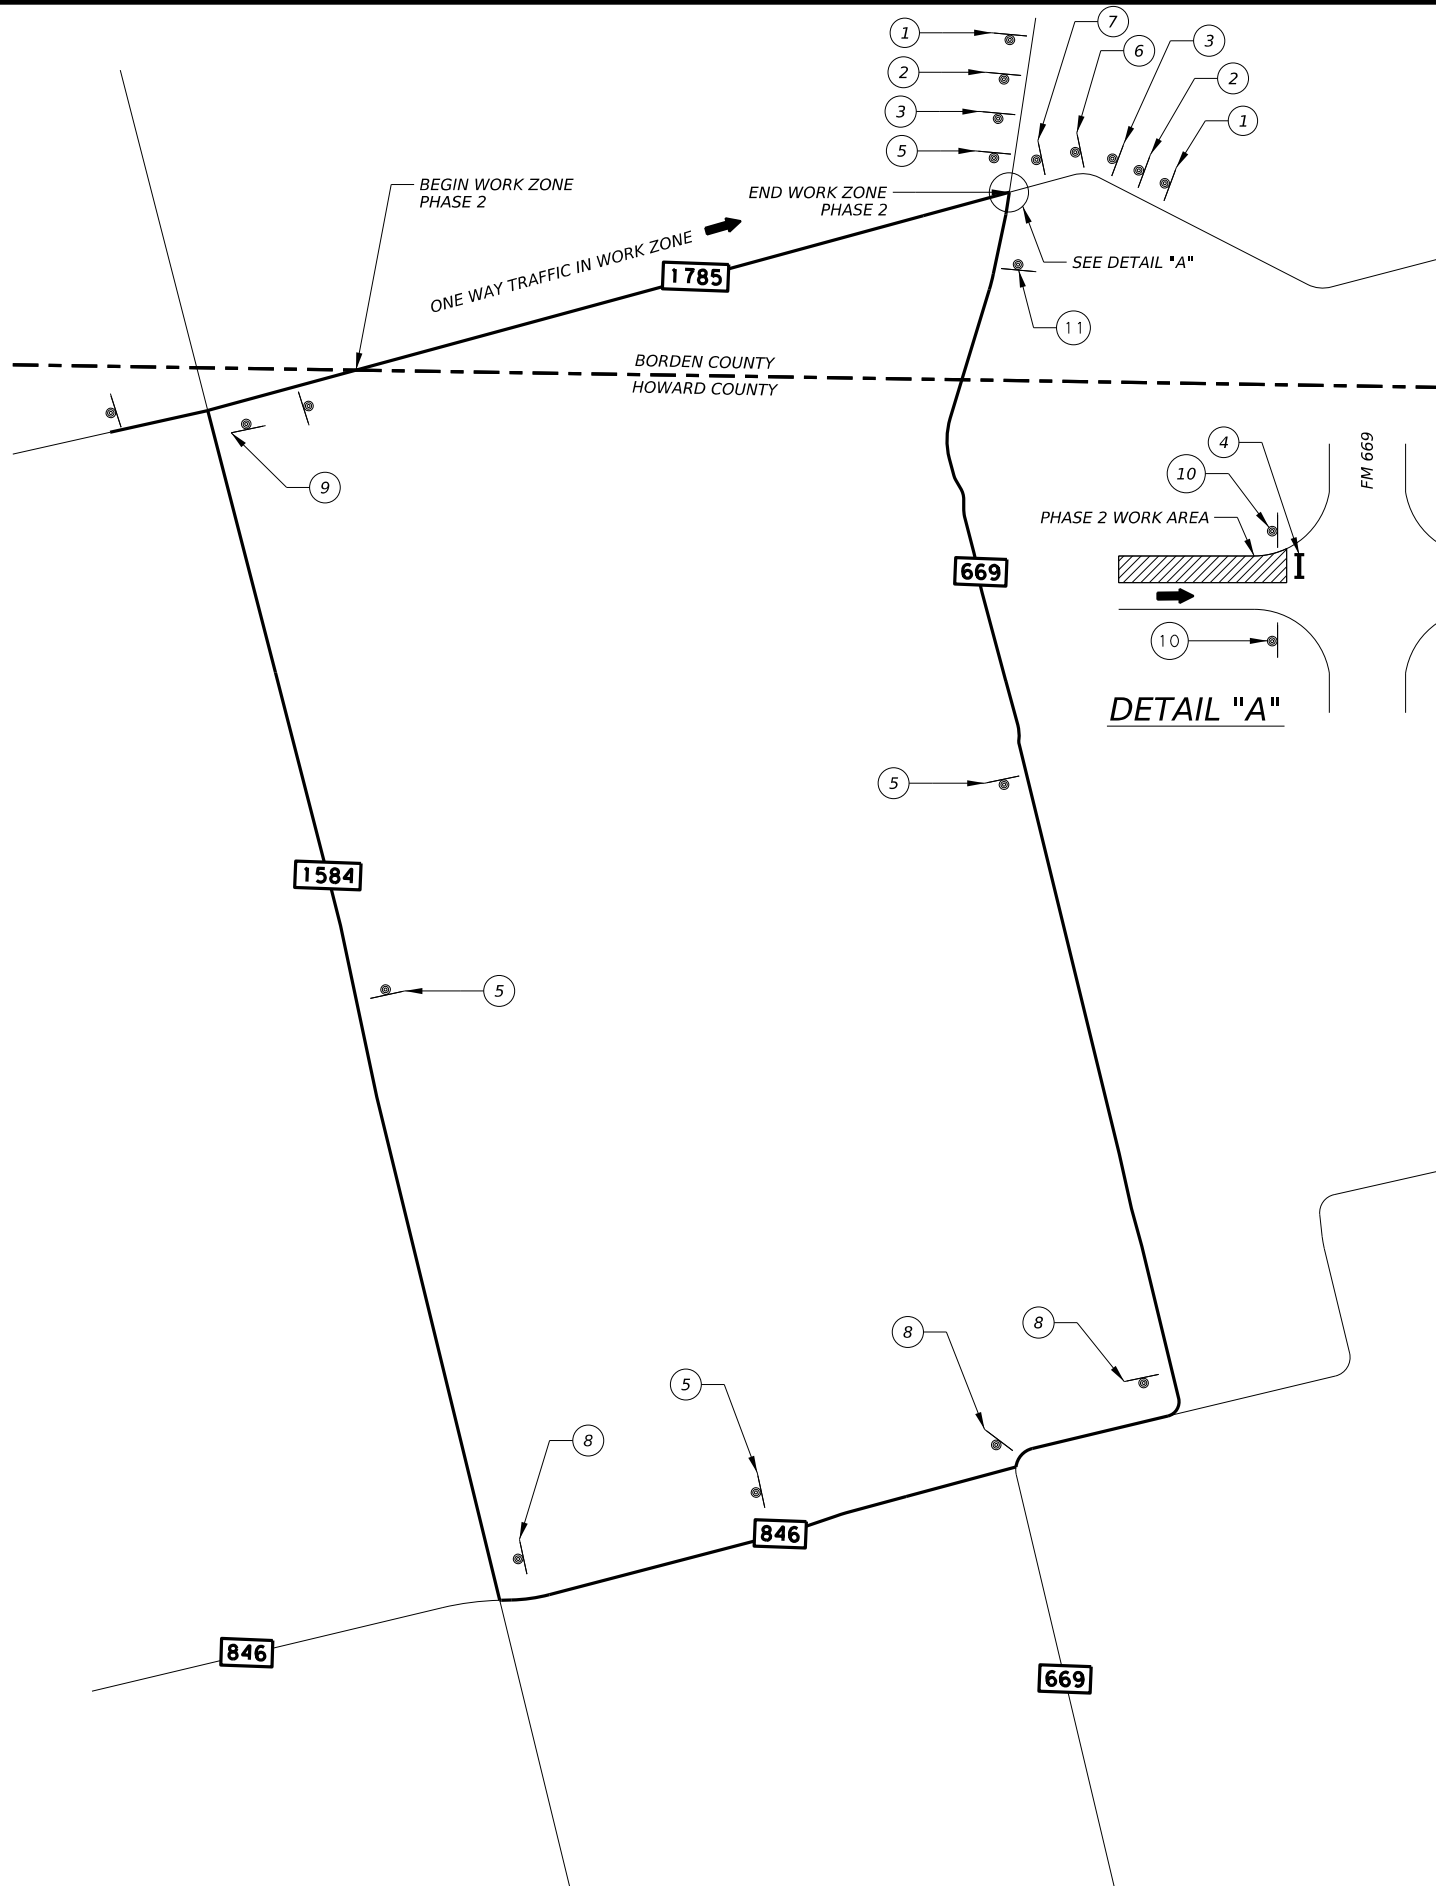 1
7
3
6
2
2
3
1
5
BEGIN WORK ZONE
PHASE 2
END WORK ZONE
PHASE 2
ONE WAY TRAFFIC IN WORK ZONE
SEE DETAIL "A"
1785
11
BORDEN COUNTY
HOWARD COUNTY
4
FM 669
10
9
PHASE 2 WORK AREA
669
10
DETAIL "A"
5
1584
5
8
8
5
8
846
846
669